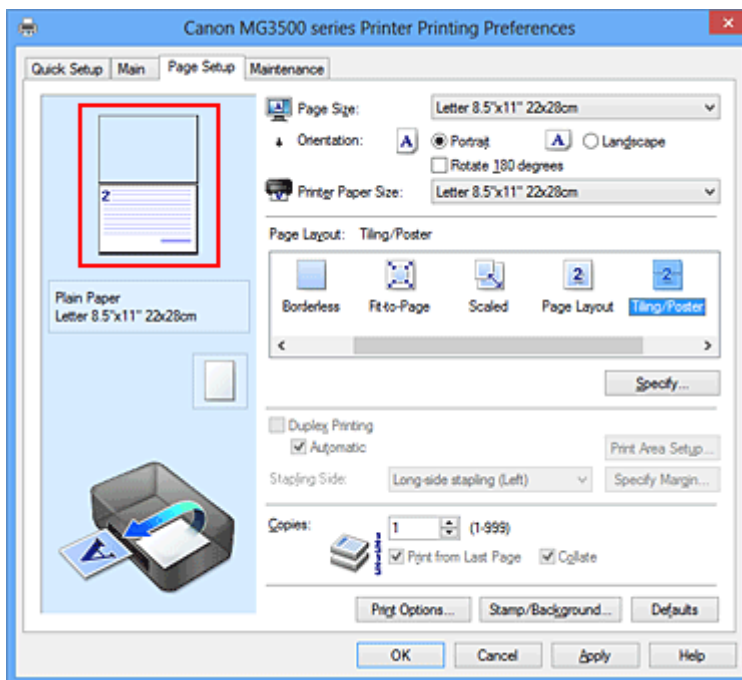 Canon MG3500 series Printer Printing Preferences
Quick Setup Main Page Setup Maintenance
Page Size: Letter 8.5"x11" 22x28cm
Orientation: A Portrait A Landscape
Rotate 180 degrees
Printer Paper Size: Letter 8.5"x11" 22x28cm
2
Page Layout: Tiling/Poster
2 2
Borderless Fit-to-Page Scaled Page Layout Tiling/Poster
Plain Paper
Letter 8.5"x11" 22x28cm
Specify...
Duplex Printing
Automatic Print Area Setup...
Stapling Side: Long-side stapling (Left) Specify Margin...
Copies: 1 (1-999)
Print from Last Page Collate
A
Print Options... Stamp/Background... Defaults
OK Cancel Apply Help